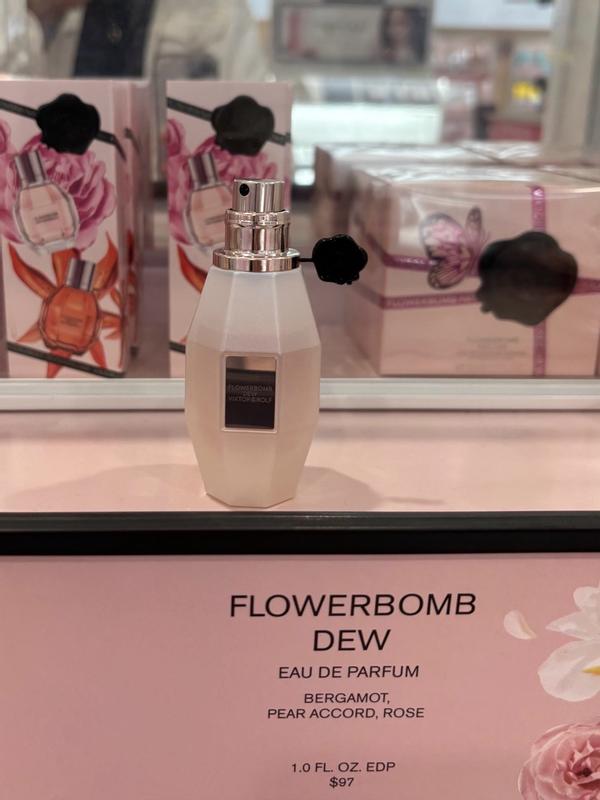 FLOWERBOMB
DEW
VIKTOR&ROLF
FLOWERBOMB
DEW
EAU DE PARFUM
BERGAMOT,
PEAR ACCORD, ROSE
1.0 FL. OZ. EDP
$97